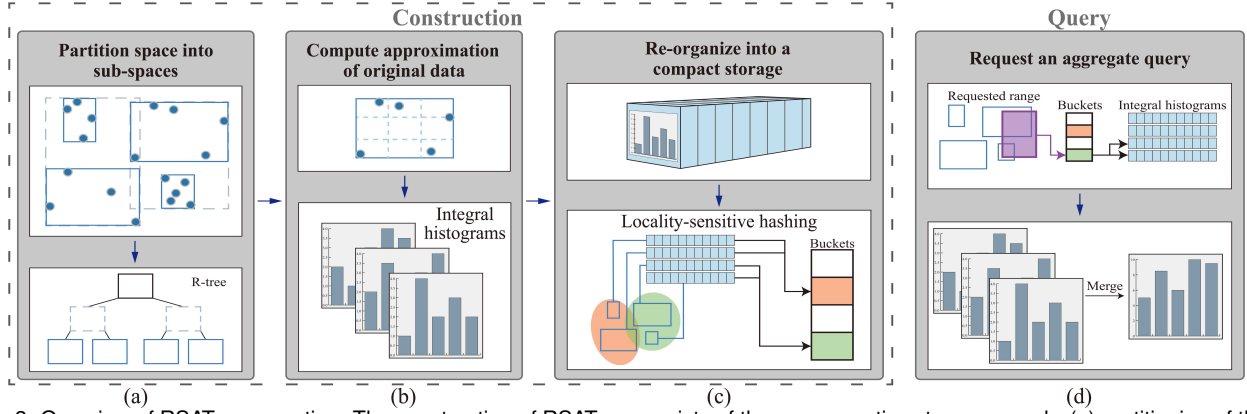 Construction
Query
Partition space into
sub-spaces
R-tree
Compute approximation
of original data
Integral
histograms
Re-organize into a
compact storage
Locality-sensitive hashing
Buckets
Request an aggregate query
Requested range
Buckets
Integral histograms
Merge
(a)
(b)
(c)
(d)